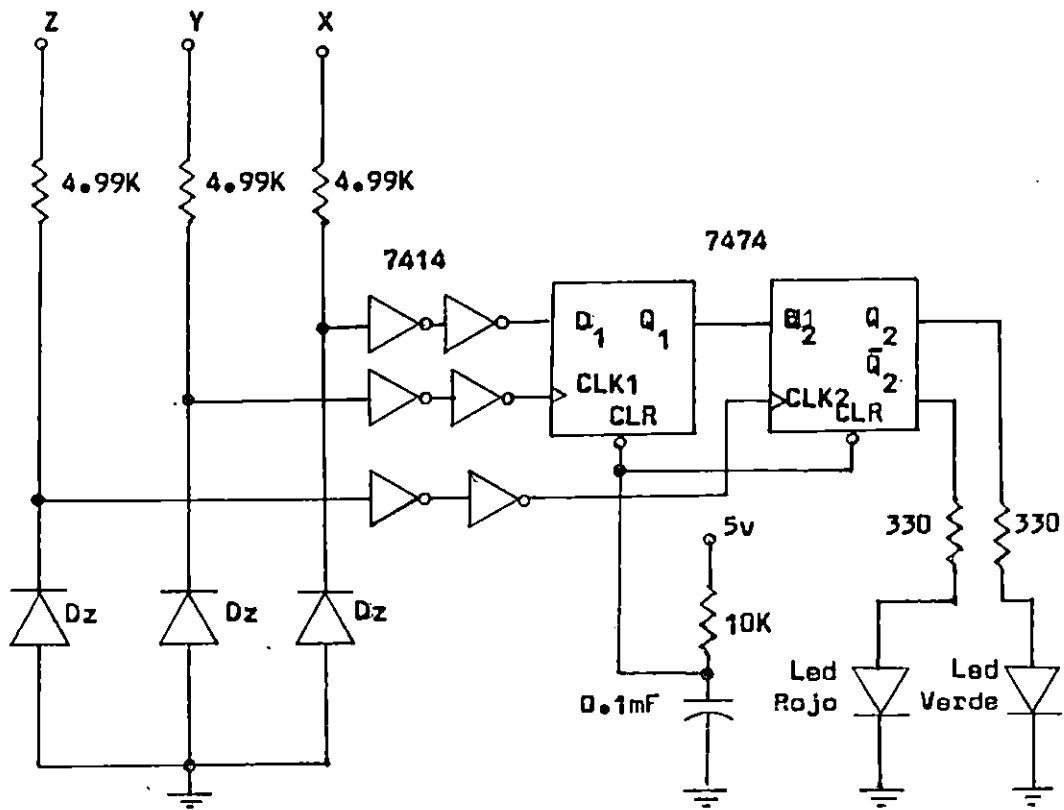 Z Y X
4.99K 4.99K 4.99K
7414 7474
D1 Q1 Q2
Q̄2
CLK1 CLK2
CLR CLR
5v 330 330
Dz Dz Dz 10K
Led Led
0.1mF Rojo Verde